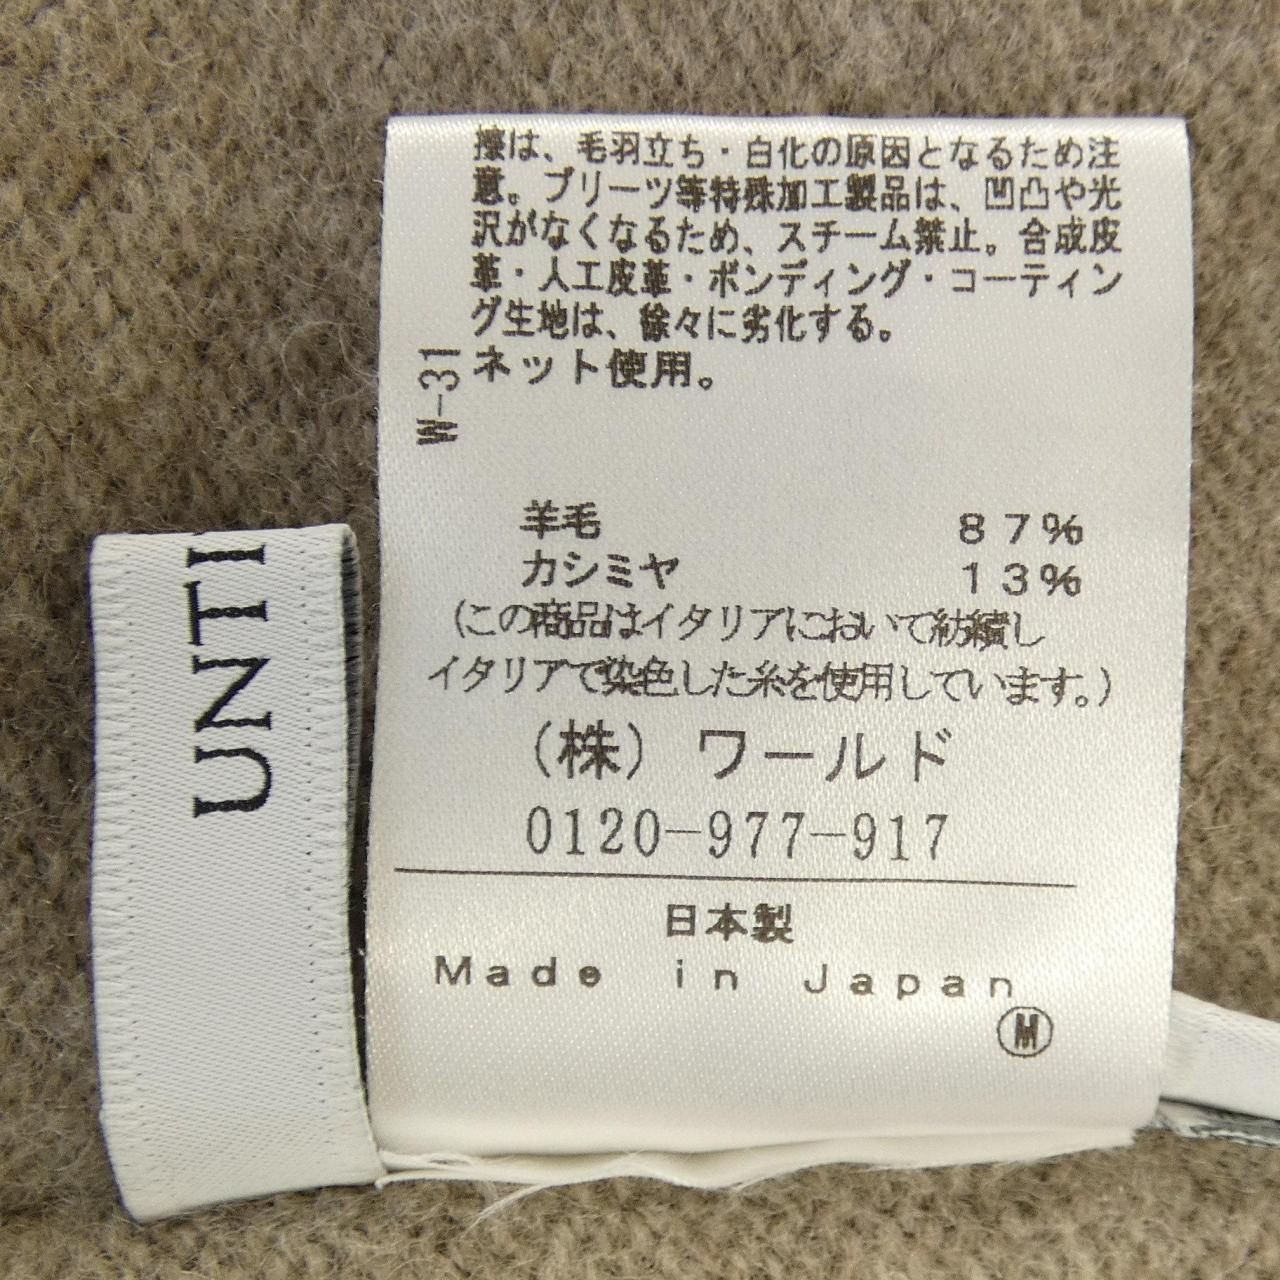 擦は、毛羽立ち・白化の原因となるため注
意。プリーツ等特殊加工製品は、凹凸や光
沢がなくなるため、スチーム禁止。合成皮
革・人工皮革・ボンディング・コーティン
グ生地は、徐々に劣化する。
ネット使用。
W-31
羊毛 87%
カシミヤ 13%
(この商品はイタリアにおいて紡績し
イタリアで染色した糸を使用しています。)
(株) ワールド
0120-977-917
日本製
Made in Japan
Ⓜ
UNTI